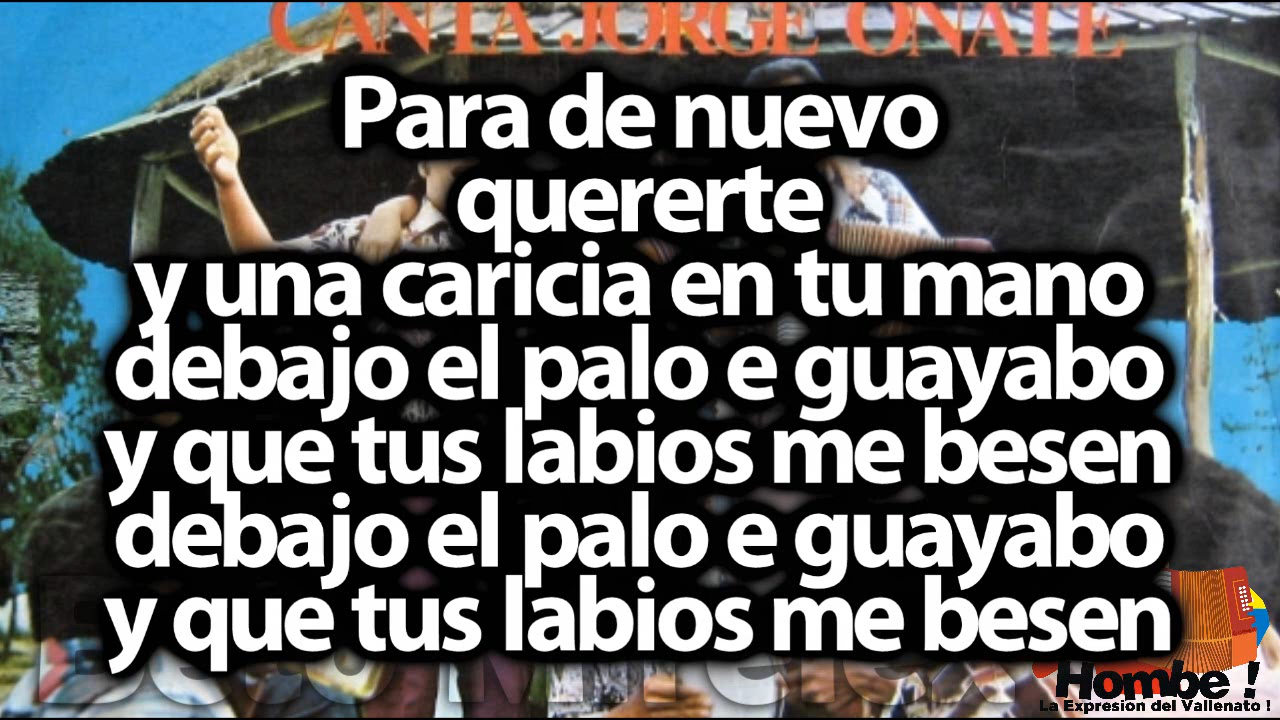 CANTA JORGE OÑATE
Para de nuevo
quererte
y una caricia en tu mano
debajo el palo e guayabo
y que tus labios me besen
debajo el palo e guayabo
y que tus labios me besen
Hombe !
La Expresion del Vallenato !